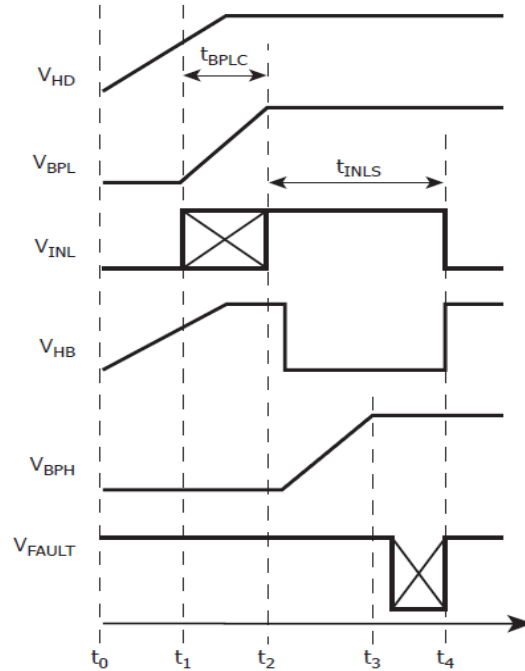 V_HD
t_BPLC
V_BPL
t_INLS
V_INL
V_HB
V_BPH
V_FAULT
t_0 t_1 t_2 t_3 t_4